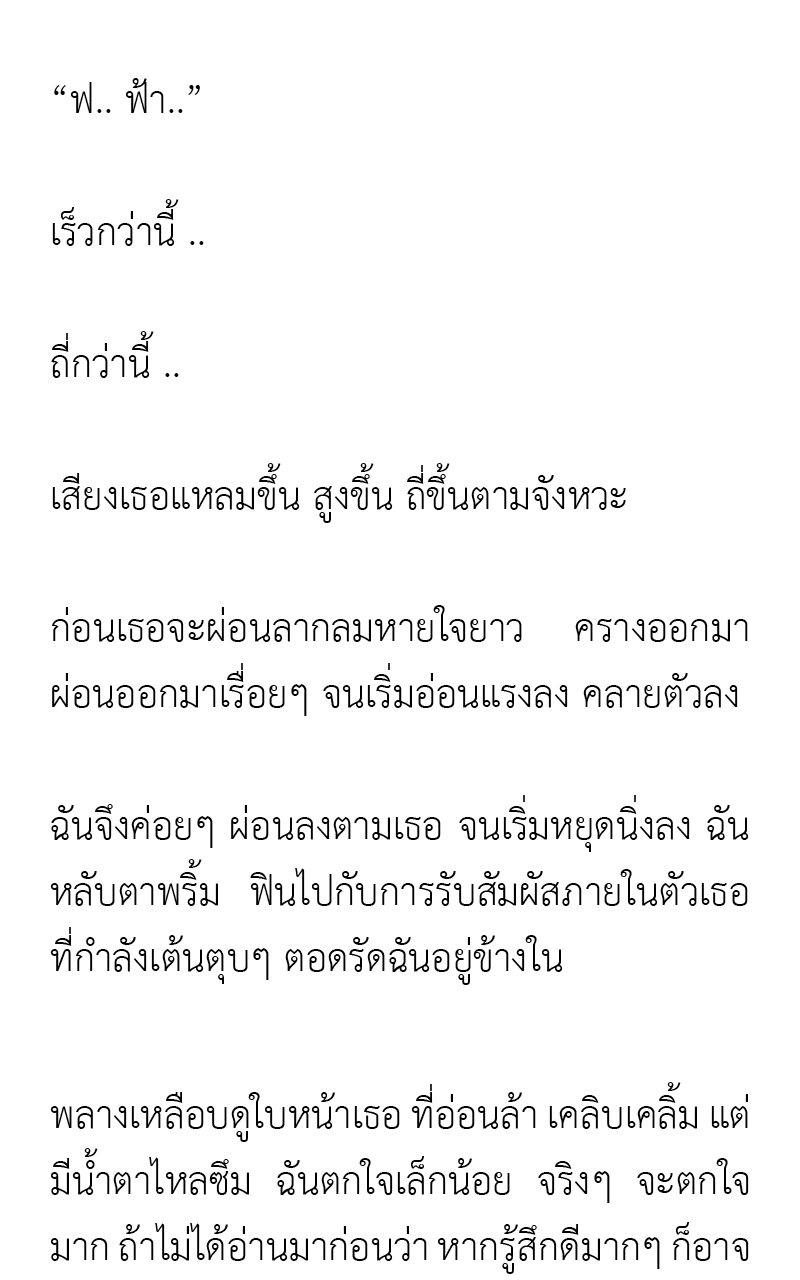 “ฟ.. ฟ้า..”
เร็วกว่านี้ ..
ถี่กว่านี้ ..
เสียงเธอแหลมขึ้น สูงขึ้น ถี่ขึ้นตามจังหวะ
ก่อนเธอจะผ่อนลากลมหายใจยาว ครางออกมา
ผ่อนออกมาเรื่อยๆ จนเริ่มอ่อนแรงลง คลายตัวลง
ฉันจึงค่อยๆ ผ่อนลงตามเธอ จนเริ่มหยุดนิ่งลง ฉัน
หลับตาพริ้ม ฟินไปกับการรับสัมผัสภายในตัวเธอ
ที่กำลังเต้นตุบๆ ตอดรัดฉันอยู่ข้างใน
พลางเหลือบดูใบหน้าเธอ ที่อ่อนล้า เคลิบเคลิ้ม แต่
มีน้ำตาไหลซึม ฉันตกใจเล็กน้อย จริงๆ จะตกใจ
มาก ถ้าไม่ได้อ่านมาก่อนว่า หากรู้สึกดีมากๆ ก็อาจ